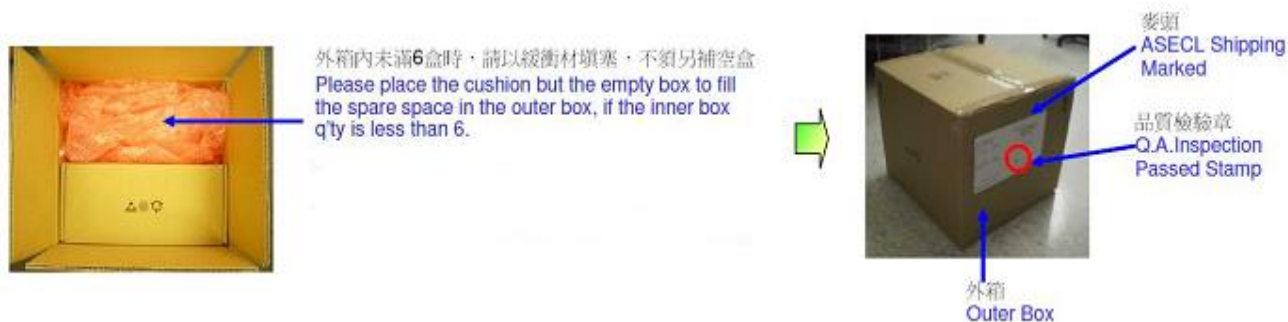 外箱內未滿6盒時，請以緩衝材填塞，不須另補空盒
Please place the cushion but the empty box to fill
the spare space in the outer box, if the inner box
q'ty is less than 6.
麥頭
ASECL Shipping
Marked
品質檢驗章
Q.A.Inspection
Passed Stamp
外箱
Outer Box